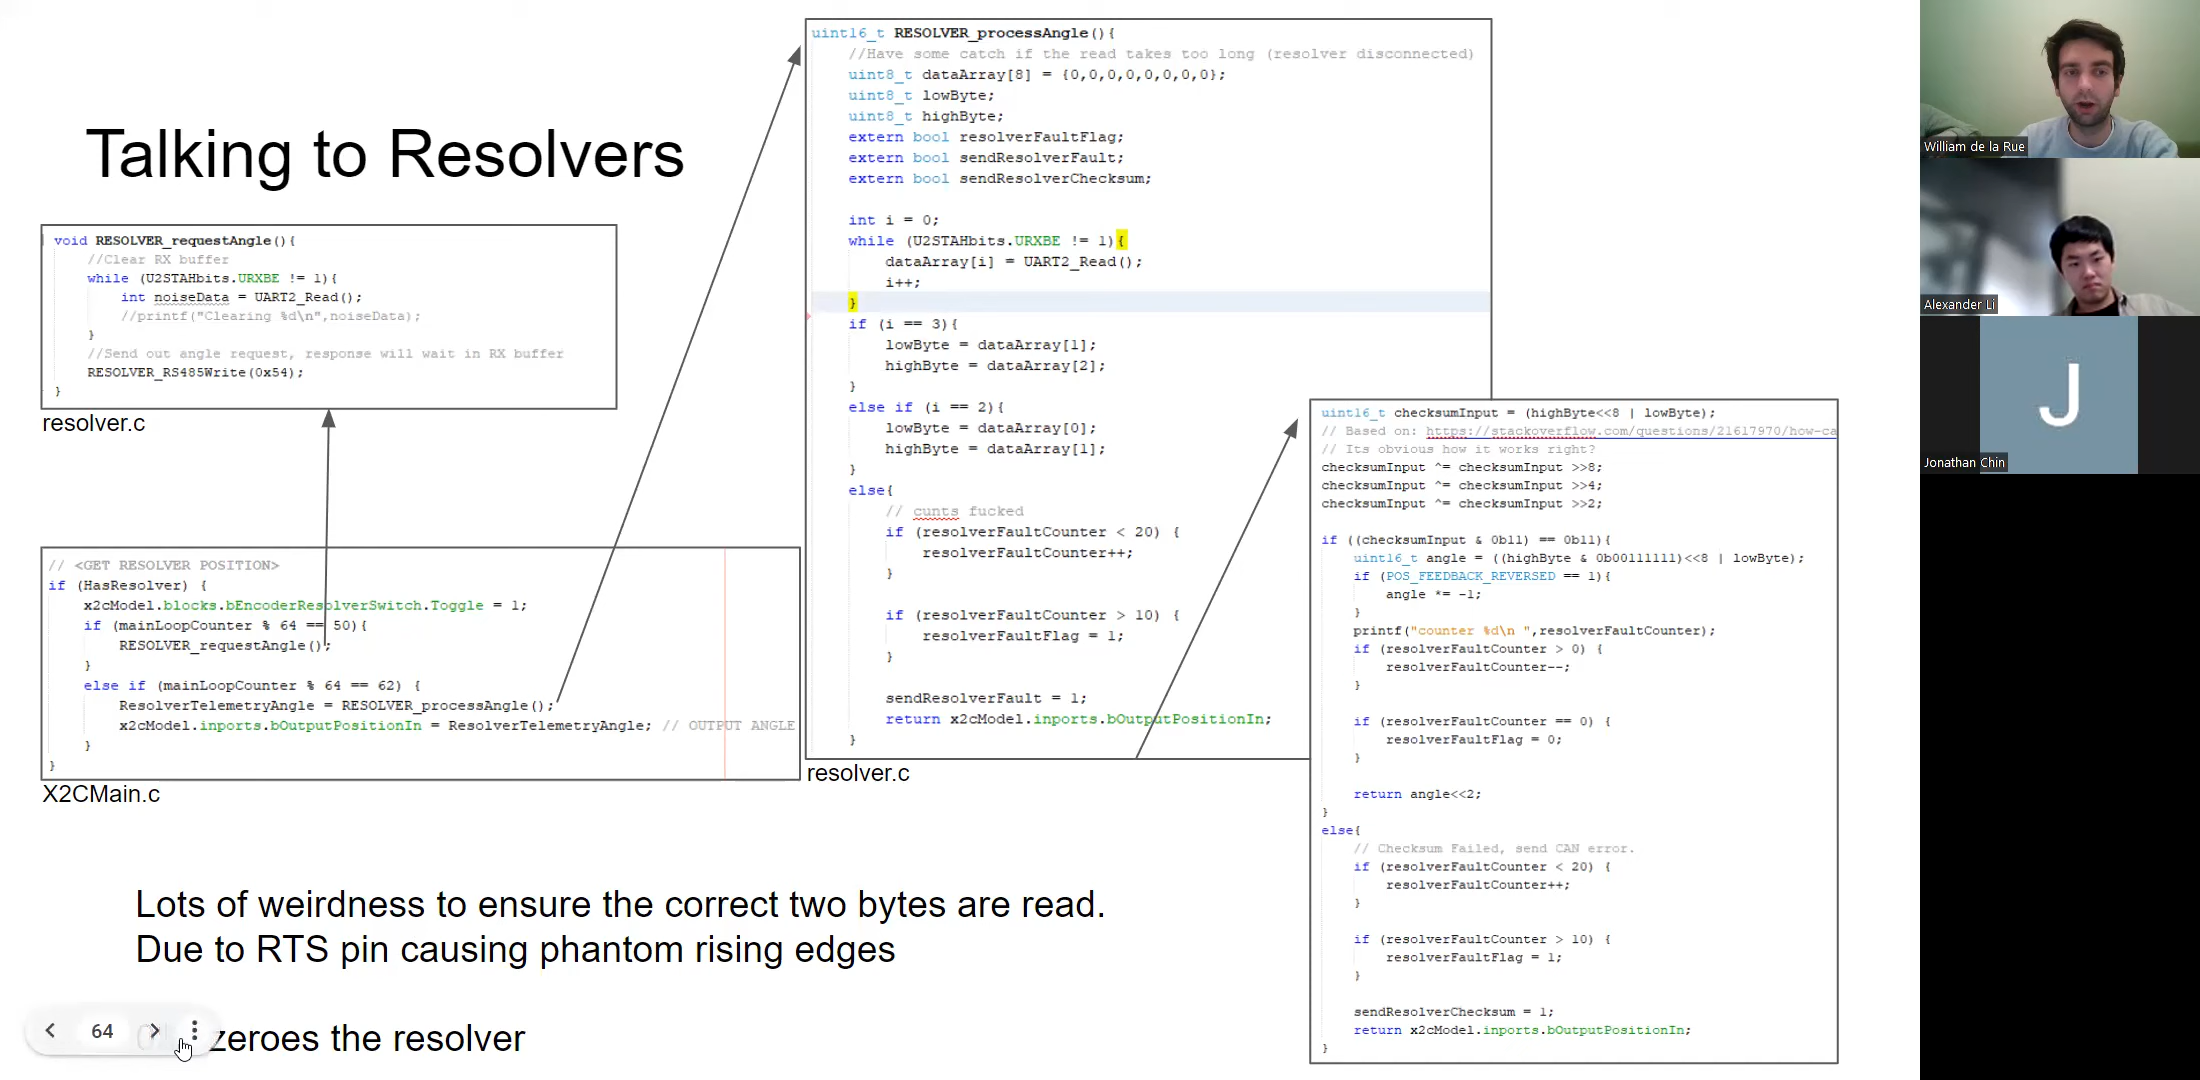 Talking to Resolvers
void RESOLVER_requestAngle(){
//Clear RX buffer
while (U2STAHbits.URXBE != 1){
int noiseData = UART2_Read();
//printf("Clearing %d\n",noiseData);
}
//Send out angle request, response will wait in RX buffer
RESOLVER_RS485Write(0x54);
}
resolver.c
// <GET RESOLVER POSITION>
if (HasResolver) {
x2cModel.blocks.bEncoderResolverSwitch.Toggle = 1;
if (mainLoopCounter % 64 == 50){
RESOLVER_requestAngle();
}
else if (mainLoopCounter % 64 == 62) {
ResolverTelemetryAngle = RESOLVER_processAngle();
x2cModel.inports.bOutputPositionIn = ResolverTelemetryAngle; // OUTPUT ANGLE
}
}
X2CMain.c
uint16_t RESOLVER_processAngle(){
//Have some catch if the read takes too long (resolver disconnected)
uint8_t dataArray[8] = {0,0,0,0,0,0,0,0};
uint8_t lowByte;
uint8_t highByte;
extern bool resolverFaultFlag;
extern bool sendResolverFault;
extern bool sendResolverChecksum;
int i = 0;
while (U2STAHbits.URXBE != 1){
dataArray[i] = UART2_Read();
i++;
}
if (i == 3){
lowByte = dataArray[1];
highByte = dataArray[2];
}
else if (i == 2){
lowByte = dataArray[0];
highByte = dataArray[1];
}
else{
// cunts fucked
if (resolverFaultCounter < 20) {
resolverFaultCounter++;
}
if (resolverFaultCounter > 10) {
resolverFaultFlag = 1;
}
sendResolverFault = 1;
return x2cModel.inports.bOutputPositionIn;
}
resolver.c
uint16_t checksumInput = (highByte<<8 | lowByte);
// Based on: https://stackoverflow.com/questions/21617970/how-ca
// Its obvious how it works right?
checksumInput ^= checksumInput >>8;
checksumInput ^= checksumInput >>4;
checksumInput ^= checksumInput >>2;
if ((checksumInput & 0b11) == 0b11){
uint16_t angle = ((highByte & 0b00111111)<<8 | lowByte);
if (POS_FEEDBACK_REVERSED == 1){
angle *= -1;
}
printf("counter %d\n ",resolverFaultCounter);
if (resolverFaultCounter > 0) {
resolverFaultCounter--;
}
if (resolverFaultCounter == 0) {
resolverFaultFlag = 0;
}
return angle<<2;
}
else{
// Checksum Failed, send CAN error.
if (resolverFaultCounter < 20) {
resolverFaultCounter++;
}
if (resolverFaultCounter > 10) {
resolverFaultFlag = 1;
}
sendResolverChecksum = 1;
return x2cModel.inports.bOutputPositionIn;
}
Lots of weirdness to ensure the correct two bytes are read.
Due to RTS pin causing phantom rising edges
zeroes the resolver
64
William de la Rue
Alexander Li
J
Jonathan Chin